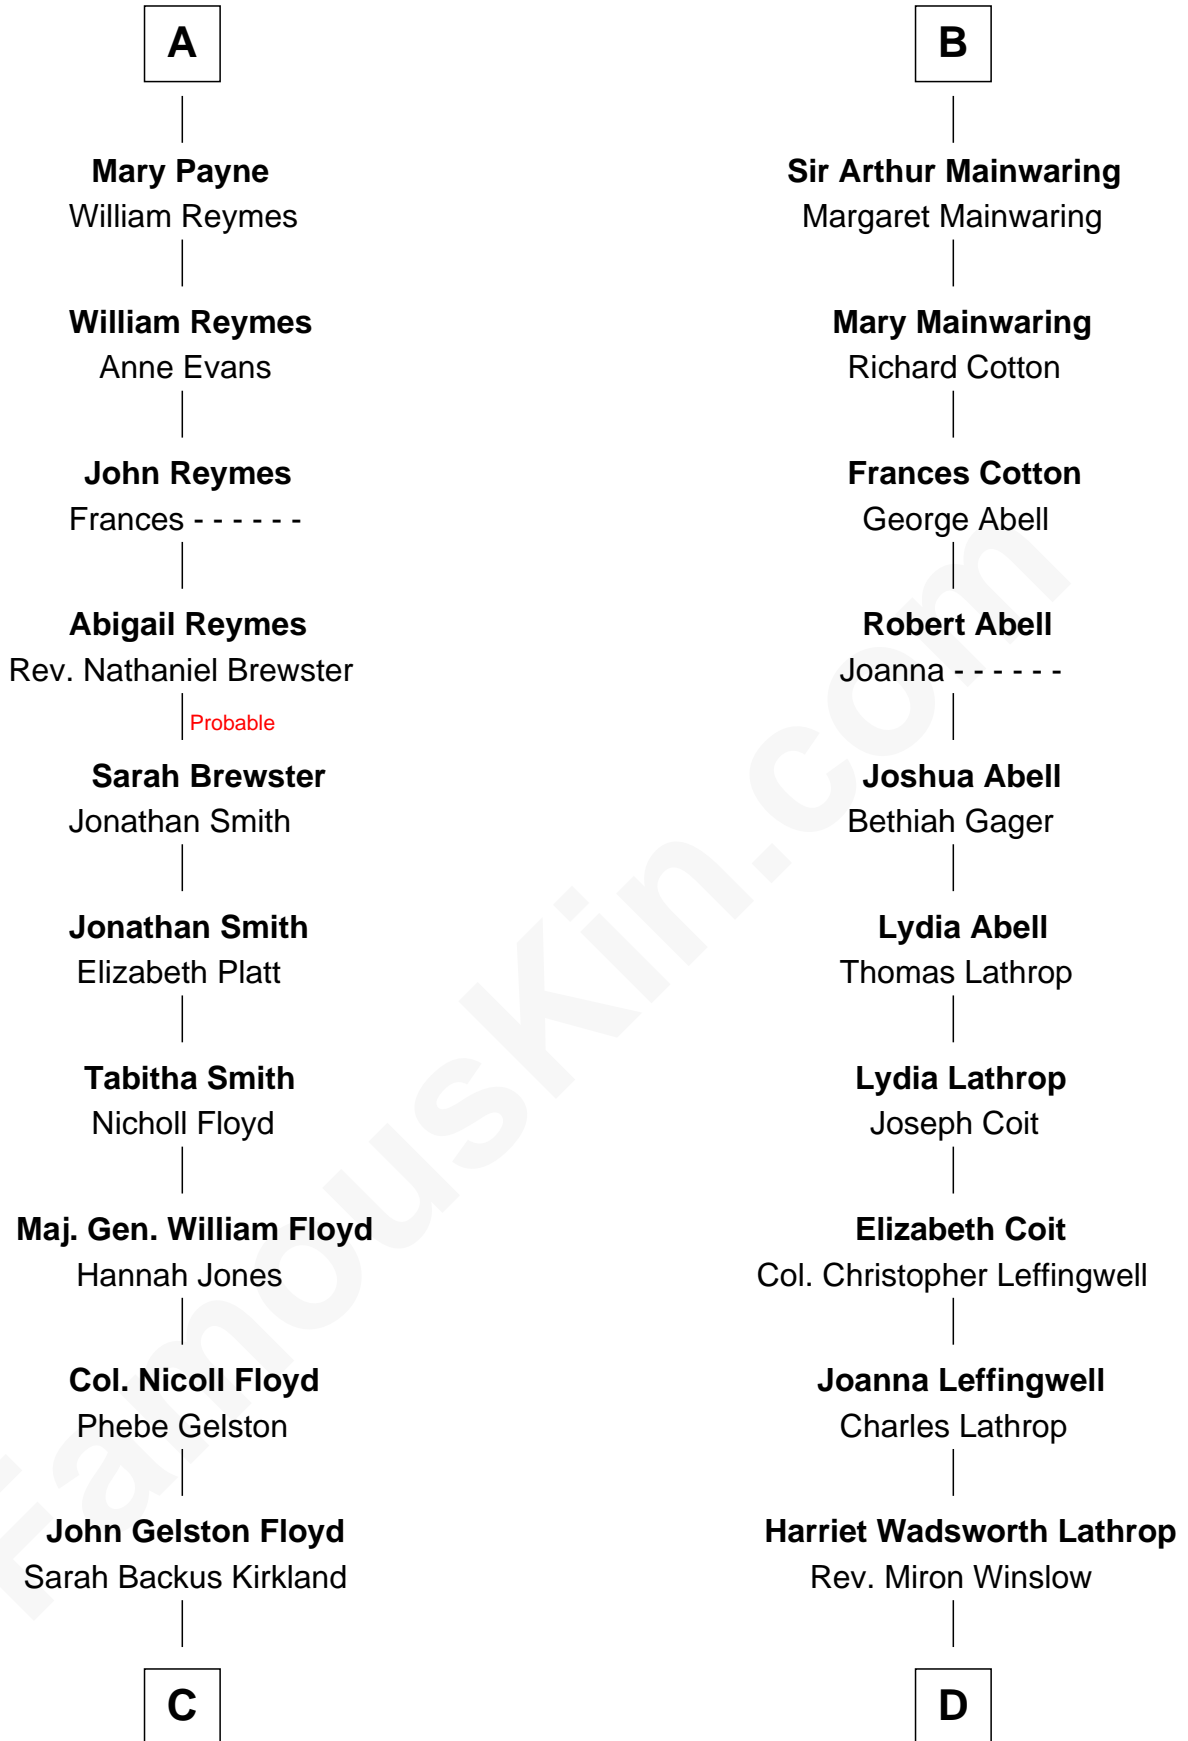 A
Mary Payne
William Reymes
William Reymes
Anne Evans
John Reymes
Frances - - - - - -
Abigail Reymes
Rev. Nathaniel Brewster
Probable
Sarah Brewster
Jonathan Smith
Jonathan Smith
Elizabeth Platt
Tabitha Smith
Nicholl Floyd
Maj. Gen. William Floyd
Hannah Jones
Col. Nicoll Floyd
Phebe Gelston
John Gelston Floyd
Sarah Backus Kirkland
C
B
Sir Arthur Mainwaring
Margaret Mainwaring
Mary Mainwaring
Richard Cotton
Frances Cotton
George Abell
Robert Abell
Joanna - - - - - -
Joshua Abell
Bethiah Gager
Lydia Abell
Thomas Lathrop
Lydia Lathrop
Joseph Coit
Elizabeth Coit
Col. Christopher Leffingwell
Joanna Leffingwell
Charles Lathrop
Harriet Wadsworth Lathrop
Rev. Miron Winslow
D
FamousKin.com